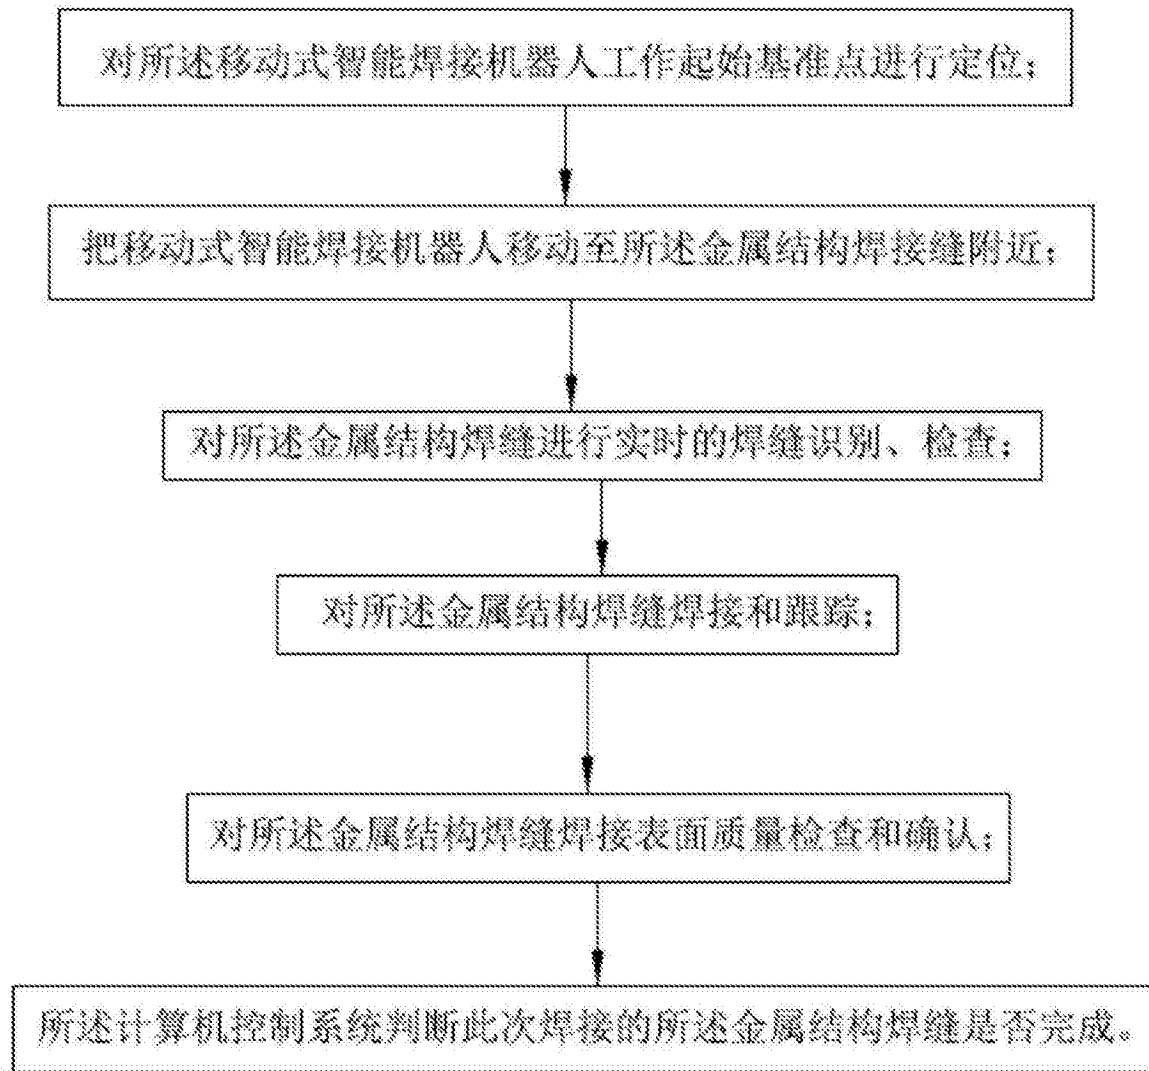 对所述移动式智能焊接机器人工作起始基准点进行定位；
把移动式智能焊接机器人移动至所述金属结构焊接缝附近；
对所述金属结构焊缝进行实时的焊缝识别、检查；
对所述金属结构焊缝焊接和跟踪；
对所述金属结构焊缝焊接表面质量检查和确认；
所述计算机控制系统判断此次焊接的所述金属结构焊缝是否完成。